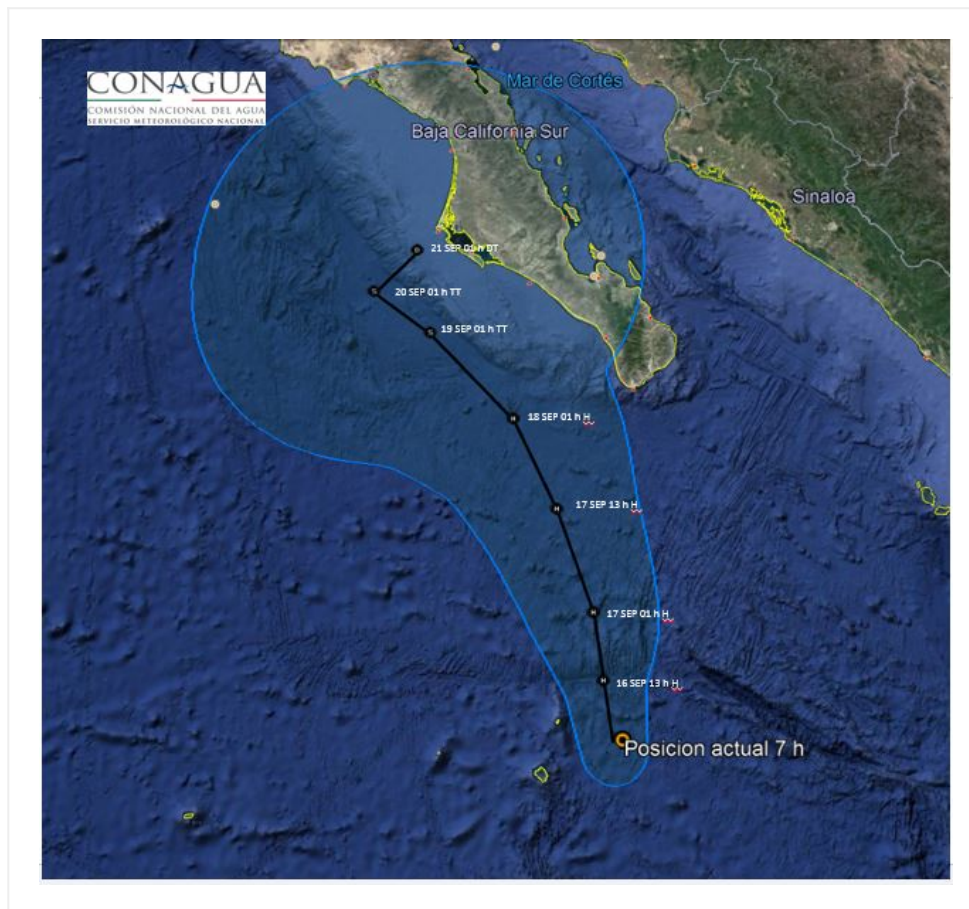 CONAGUA
COMISIÓN NACIONAL DEL AGUA
SERVICIO METEOROLÓGICO NACIONAL
Mar de Cortés
Baja California Sur
Sinaloa
21 SEP 01 h DT
20 SEP 01 h TT
19 SEP 01 h TT
18 SEP 01 h H
17 SEP 13 h H
17 SEP 01 h H
16 SEP 13 h H
Posicion actual 7 h